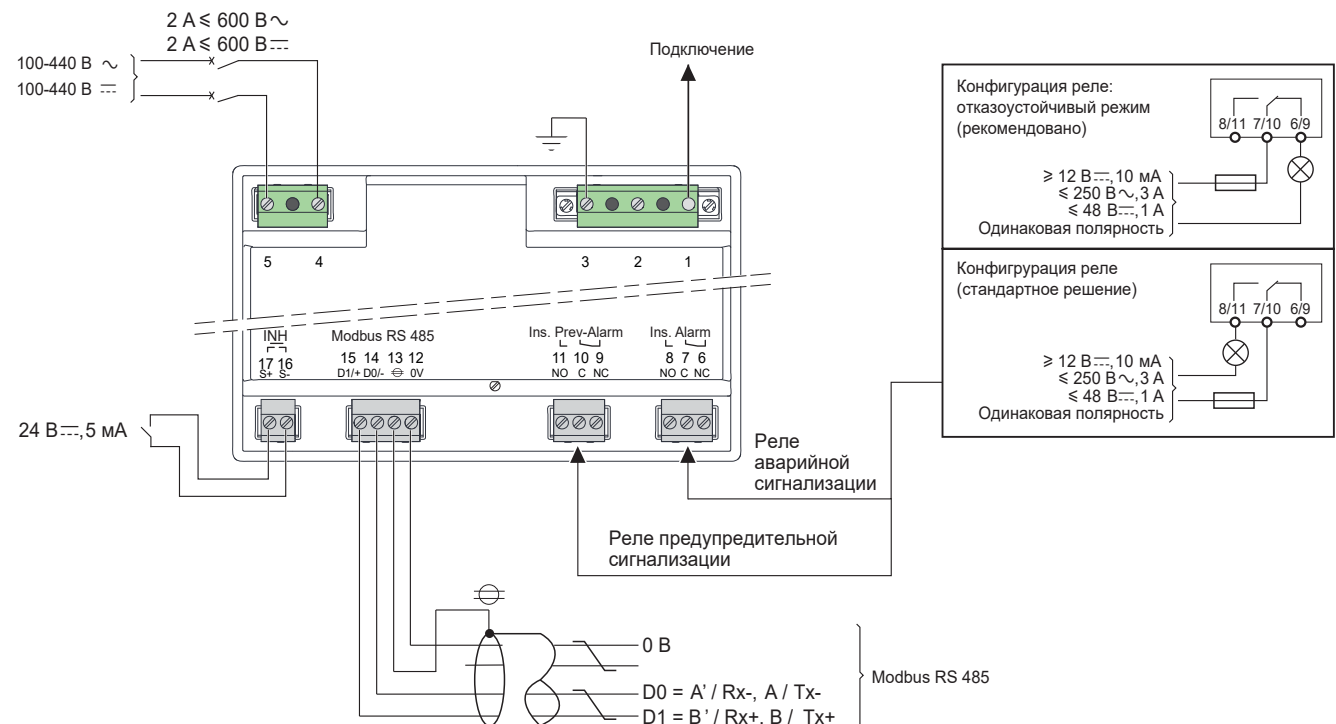 2 А ≤ 600 В ∿
2 А ≤ 600 В ⎓
100-440 В ∿
100-440 В ⎓
Подключение
5 4
3 2 1
INH
17 16
S+ S-
Modbus RS 485
15 14 13 12
D1/+ D0/- 0V
Ins. Prev-Alarm
11 10 9
NO C NC
Ins. Alarm
8 7 6
NO C NC
24 В ⎓, 5 мА
Реле
аварийной
сигнализации
Реле предупредительной
сигнализации
0 В
D0 = A' / Rx-, A / Tx-
D1 = B' / Rx+, B / Tx+
Modbus RS 485
Конфигурация реле:
отказоустойчивый режим
(рекомендовано)
8/11 7/10 6/9
≥ 12 В ⎓, 10 мА
≤ 250 В ∿, 3 А
≤ 48 В ⎓, 1 А
Одинаковая полярность
Конфигрурация реле
(стандартное решение)
8/11 7/10 6/9
≥ 12 В ⎓, 10 мА
≤ 250 В ∿, 3 А
≤ 48 В ⎓, 1 А
Одинаковая полярность